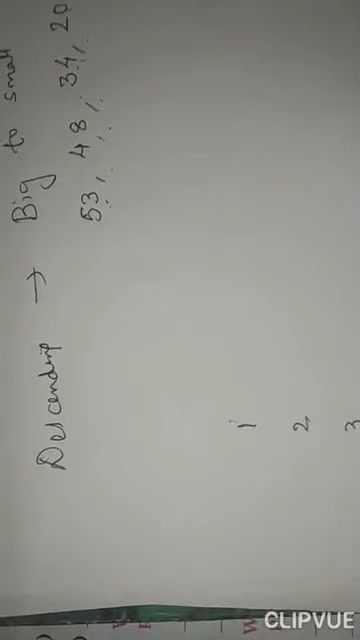 Descending → Big to small
53, 48, 34, 20
1
2
3
CLIPVUE